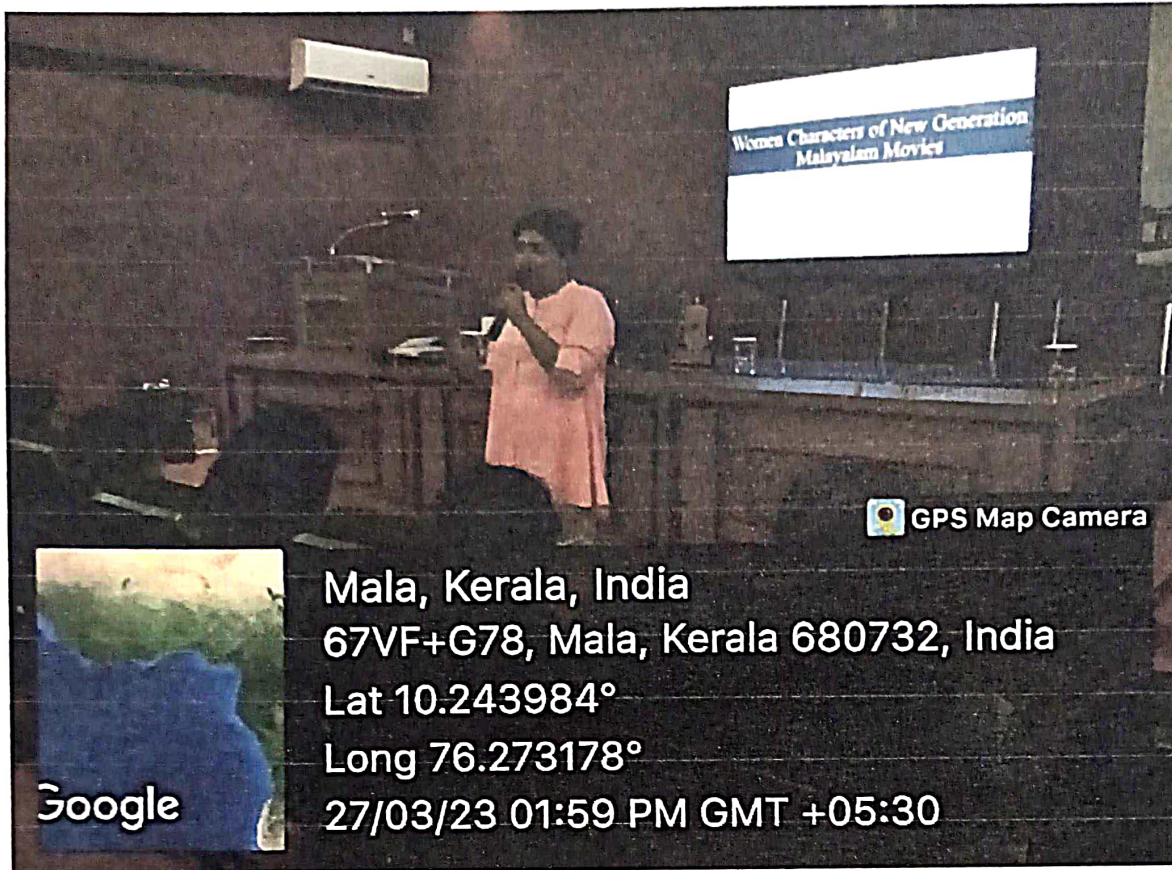 Women Characters of New Generation
Malayalam Movies
GPS Map Camera
Mala, Kerala, India
67VF+G78, Mala, Kerala 680732, India
Lat 10.243984°
Long 76.273178°
27/03/23 01:59 PM GMT +05:30
Google